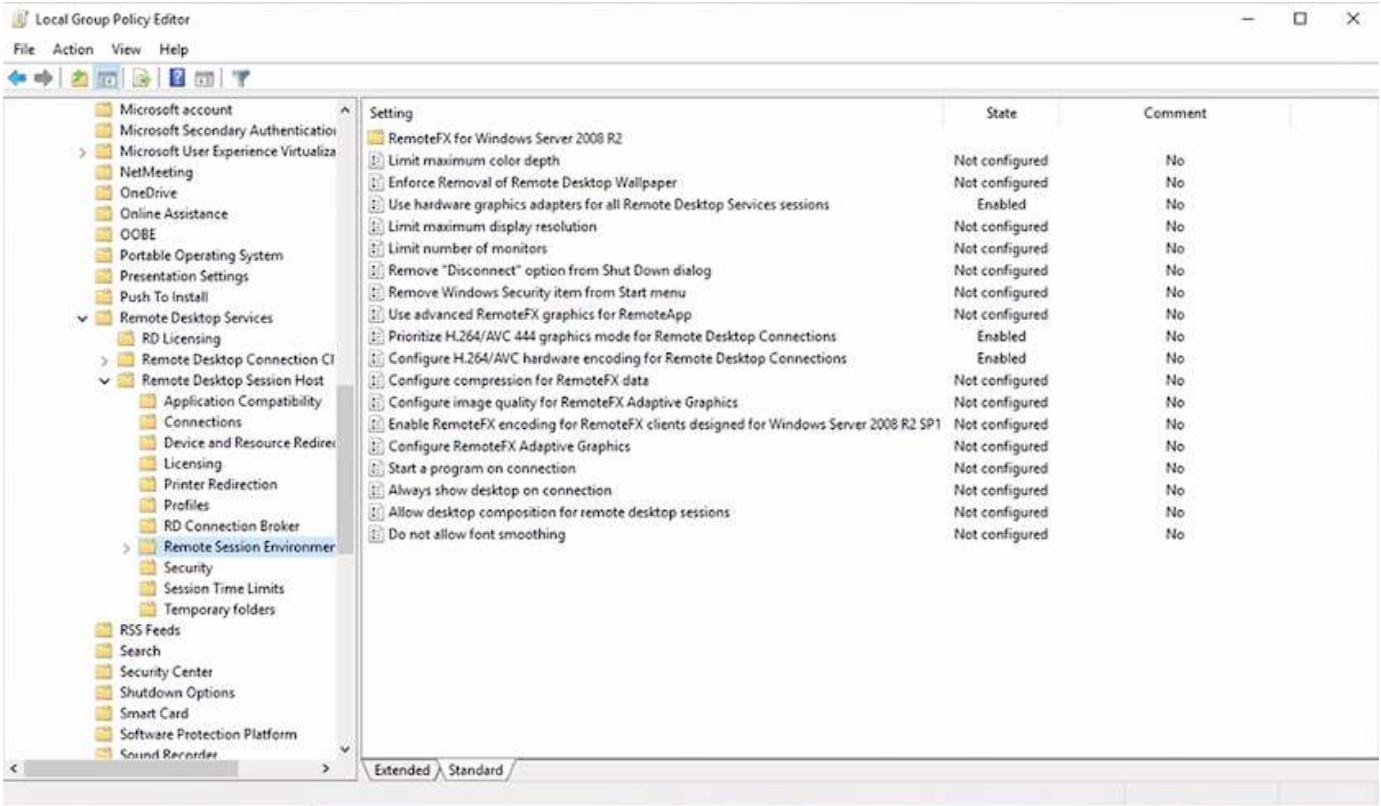 Local Group Policy Editor
File Action View Help
Microsoft account
Microsoft Secondary Authentication
Microsoft User Experience Virtualiza
NetMeeting
OneDrive
Online Assistance
OOBE
Portable Operating System
Presentation Settings
Push To Install
Remote Desktop Services
RD Licensing
Remote Desktop Connection Cl
Remote Desktop Session Host
Application Compatibility
Connections
Device and Resource Redirec
Licensing
Printer Redirection
Profiles
RD Connection Broker
Remote Session Environmen
Security
Session Time Limits
Temporary folders
RSS Feeds
Search
Security Center
Shutdown Options
Smart Card
Software Protection Platform
Sound Recorder
Setting State Comment
RemoteFX for Windows Server 2008 R2
Limit maximum color depth Not configured No
Enforce Removal of Remote Desktop Wallpaper Not configured No
Use hardware graphics adapters for all Remote Desktop Services sessions Enabled No
Limit maximum display resolution Not configured No
Limit number of monitors Not configured No
Remove "Disconnect" option from Shut Down dialog Not configured No
Remove Windows Security item from Start menu Not configured No
Use advanced RemoteFX graphics for RemoteApp Not configured No
Prioritize H.264/AVC 444 graphics mode for Remote Desktop Connections Enabled No
Configure H.264/AVC hardware encoding for Remote Desktop Connections Enabled No
Configure compression for RemoteFX data Not configured No
Configure image quality for RemoteFX Adaptive Graphics Not configured No
Enable RemoteFX encoding for RemoteFX clients designed for Windows Server 2008 R2 SP1 Not configured No
Configure RemoteFX Adaptive Graphics Not configured No
Start a program on connection Not configured No
Always show desktop on connection Not configured No
Allow desktop composition for remote desktop sessions Not configured No
Do not allow font smoothing Not configured No
Extended Standard